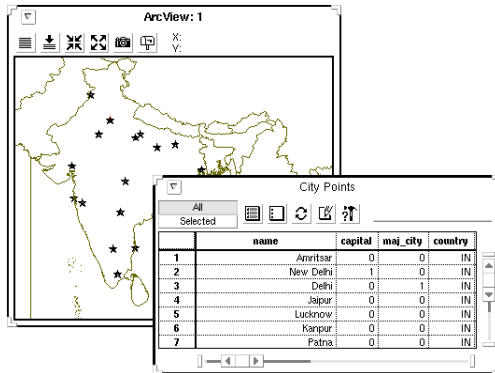 ArcView: 1
X:
Y:
City Points
All
Selected
name capital maj_city country
1 Amritsar 0 0 IN
2 New Delhi 1 0 IN
3 Delhi 0 1 IN
4 Jaipur 0 0 IN
5 Lucknow 0 0 IN
6 Kanpur 0 0 IN
7 Patna 0 0 IN